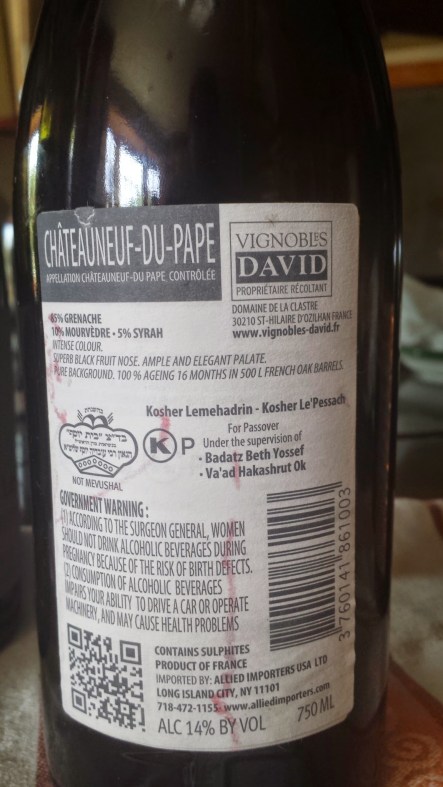 CHÂTEAUNEUF-DU-PAPE
APPELLATION CHÂTEAUNEUF-DU PAPE CONTRÔLÉE
VIGNOBLES
DAVID
PROPRIÉTAIRE RÉCOLTANT
DOMAINE DE LA CLASTRE
30210 ST-HILAIRE D'OZILHAN FRANCE
www.vignobles-david.fr
85% GRENACHE
10% MOURVÈDRE • 5% SYRAH
INTENSE COLOUR,
SUPERB BLACK FRUIT NOSE. AMPLE AND ELEGANT PALATE.
PURE BACKGROUND. 100 % AGEING 16 MONTHS IN 500 L FRENCH OAK BARRELS.
Kosher Lemehadrin - Kosher Le'Pessach
For Passover
Under the supervision of
• Badatz Beth Yossef
• Va'ad Hakashrut Ok
K P
בהשגחת
בד״צ "בית יוסף"
NOT MEVUSHAL
GOVERNMENT WARNING :
(1) ACCORDING TO THE SURGEON GENERAL, WOMEN
SHOULD NOT DRINK ALCOHOLIC BEVERAGES DURING
PREGNANCY BECAUSE OF THE RISK OF BIRTH DEFECTS.
(2) CONSUMPTION OF ALCOHOLIC BEVERAGES
IMPAIRS YOUR ABILITY TO DRIVE A CAR OR OPERATE
MACHINERY, AND MAY CAUSE HEALTH PROBLEMS
3 760141 861003
CONTAINS SULPHITES
PRODUCT OF FRANCE
IMPORTED BY: ALLIED IMPORTERS USA LTD
LONG ISLAND CITY, NY 11101
718-472-1155 www.alliedimporters.com
ALC 14% BY VOL
750 ML